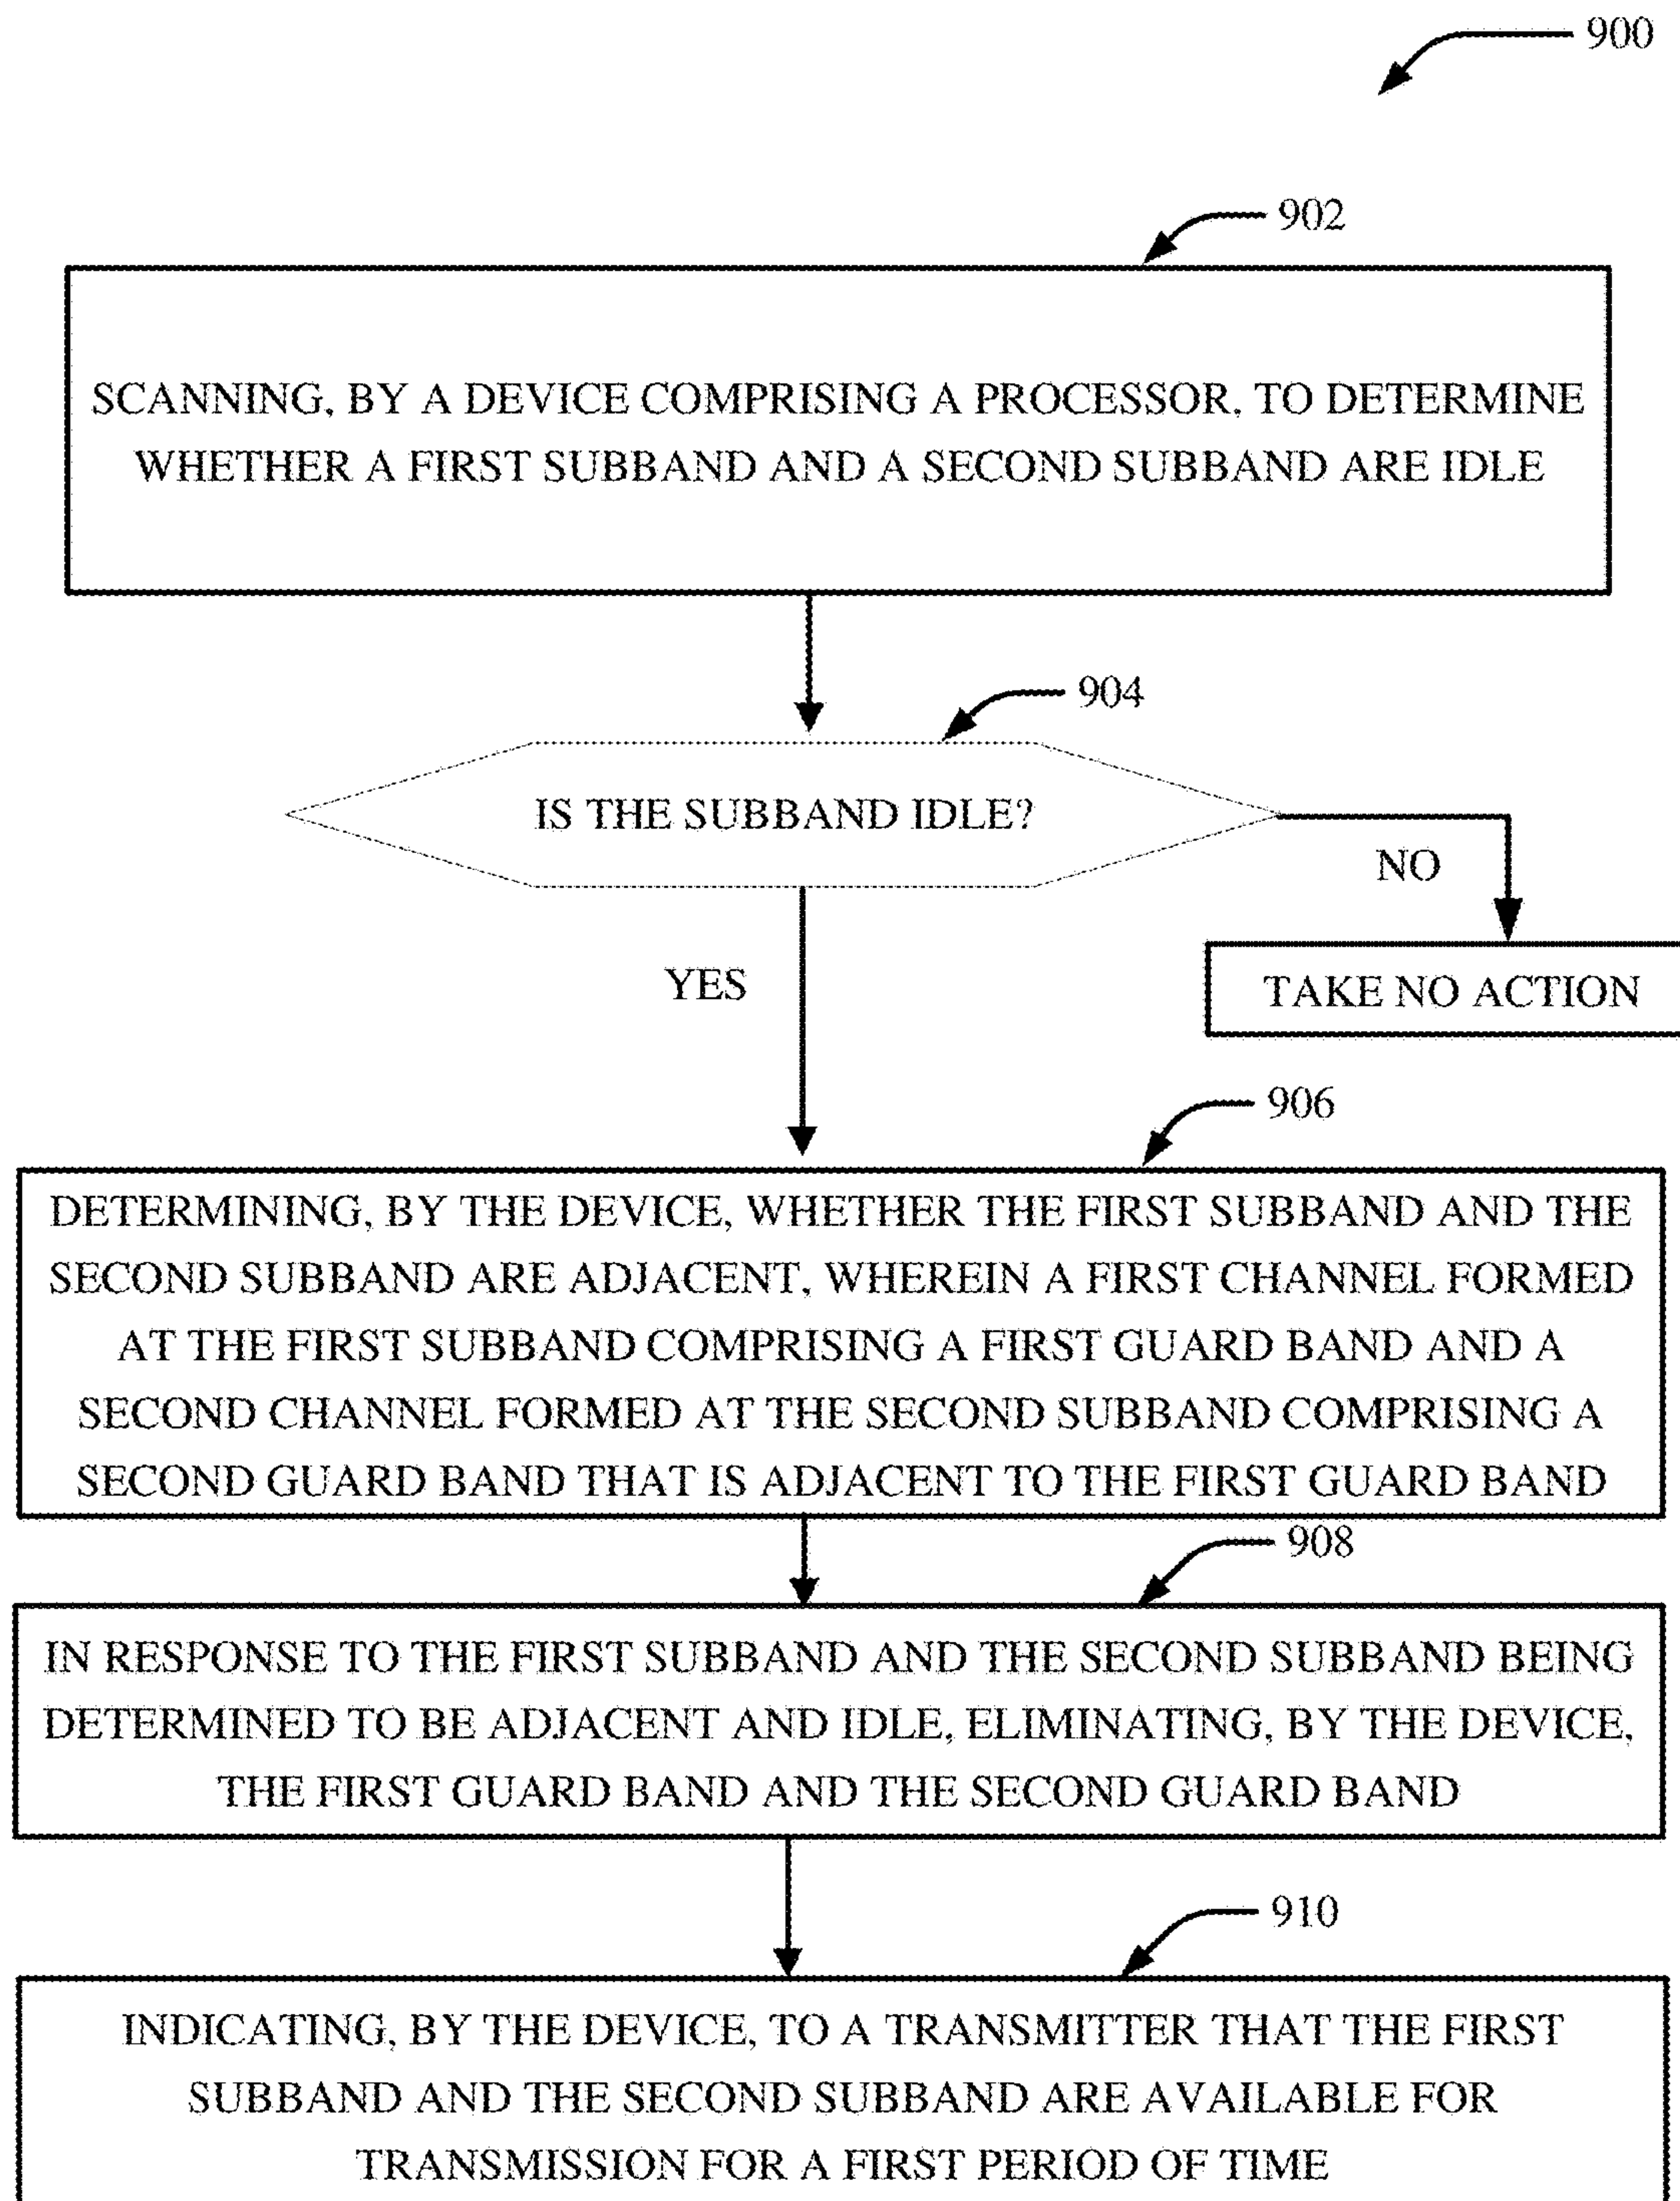 900
902
SCANNING, BY A DEVICE COMPRISING A PROCESSOR, TO DETERMINE
WHETHER A FIRST SUBBAND AND A SECOND SUBBAND ARE IDLE
904
IS THE SUBBAND IDLE?
NO
YES
TAKE NO ACTION
906
DETERMINING, BY THE DEVICE, WHETHER THE FIRST SUBBAND AND THE
SECOND SUBBAND ARE ADJACENT, WHEREIN A FIRST CHANNEL FORMED
AT THE FIRST SUBBAND COMPRISING A FIRST GUARD BAND AND A
SECOND CHANNEL FORMED AT THE SECOND SUBBAND COMPRISING A
SECOND GUARD BAND THAT IS ADJACENT TO THE FIRST GUARD BAND
908
IN RESPONSE TO THE FIRST SUBBAND AND THE SECOND SUBBAND BEING
DETERMINED TO BE ADJACENT AND IDLE, ELIMINATING, BY THE DEVICE,
THE FIRST GUARD BAND AND THE SECOND GUARD BAND
910
INDICATING, BY THE DEVICE, TO A TRANSMITTER THAT THE FIRST
SUBBAND AND THE SECOND SUBBAND ARE AVAILABLE FOR
TRANSMISSION FOR A FIRST PERIOD OF TIME